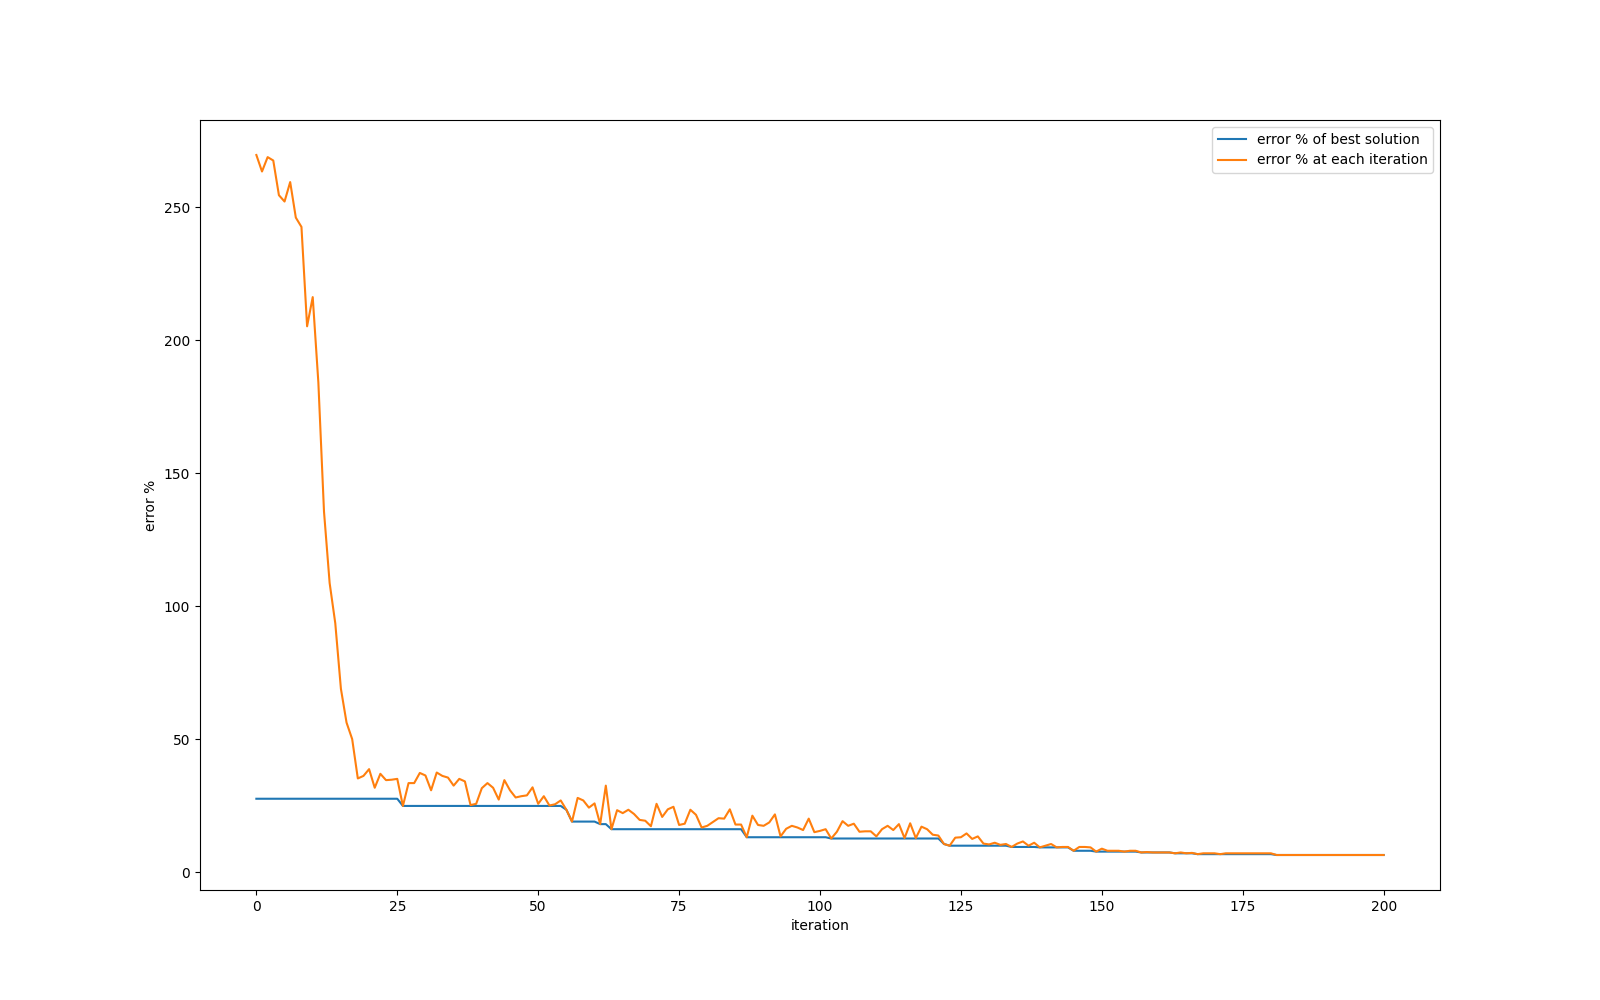 error % of best solution
error % at each iteration
250
200
150
100
50
0
error %
0 25 50 75 100 125 150 175 200
iteration